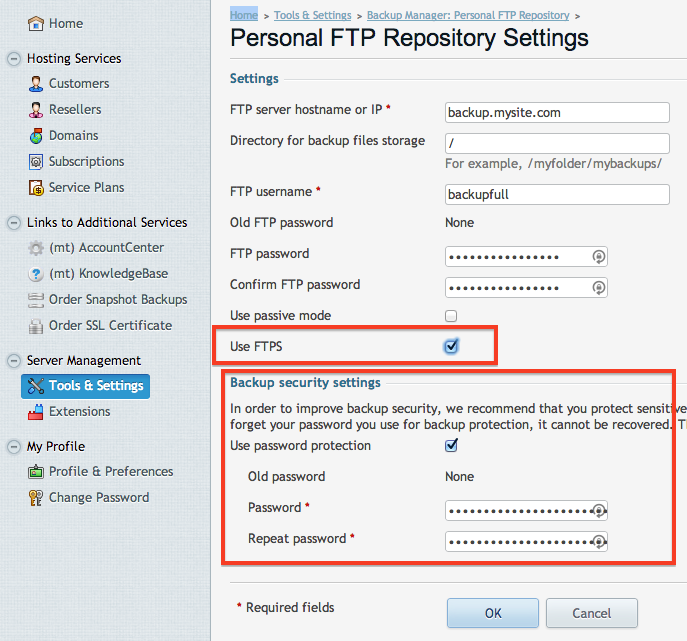 Home
Hosting Services
Customers
Resellers
Domains
Subscriptions
Service Plans
Links to Additional Services
(mt) AccountCenter
(mt) KnowledgeBase
Order Snapshot Backups
Order SSL Certificate
Server Management
Tools & Settings
Extensions
My Profile
Profile & Preferences
Change Password
Home > Tools & Settings > Backup Manager: Personal FTP Repository >
Personal FTP Repository Settings
Settings
FTP server hostname or IP * backup.mysite.com
Directory for backup files storage /
For example, /myfolder/mybackups/
FTP username * backupfull
Old FTP password None
FTP password
Confirm FTP password
Use passive mode
Use FTPS
Backup security settings
In order to improve backup security, we recommend that you protect sensitive
forget your password you use for backup protection, it cannot be recovered.
Use password protection
Old password None
Password *
Repeat password *
* Required fields
OK Cancel